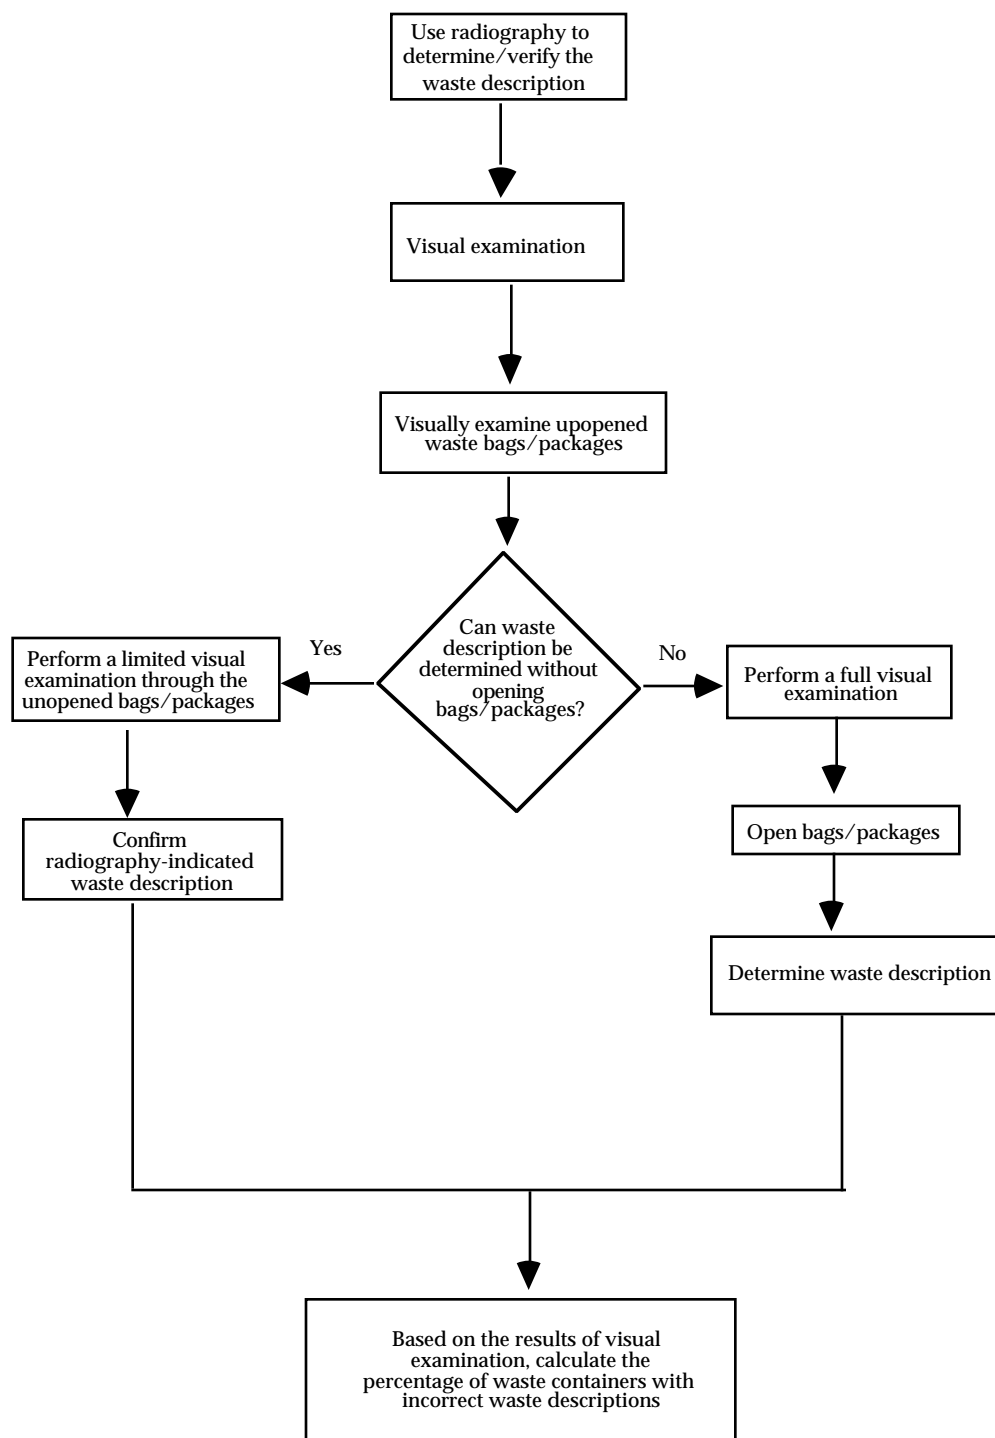 Use radiography to
determine/verify the
waste description
Visual examination
Visually examine upopened
waste bags/packages
Can waste
description be
determined without
opening
bags/packages?
Yes
No
Perform a limited visual
examination through the
unopened bags/packages
Perform a full visual
examination
Confirm
radiography-indicated
waste description
Open bags/packages
Determine waste description
Based on the results of visual
examination, calculate the
percentage of waste containers with
incorrect waste descriptions